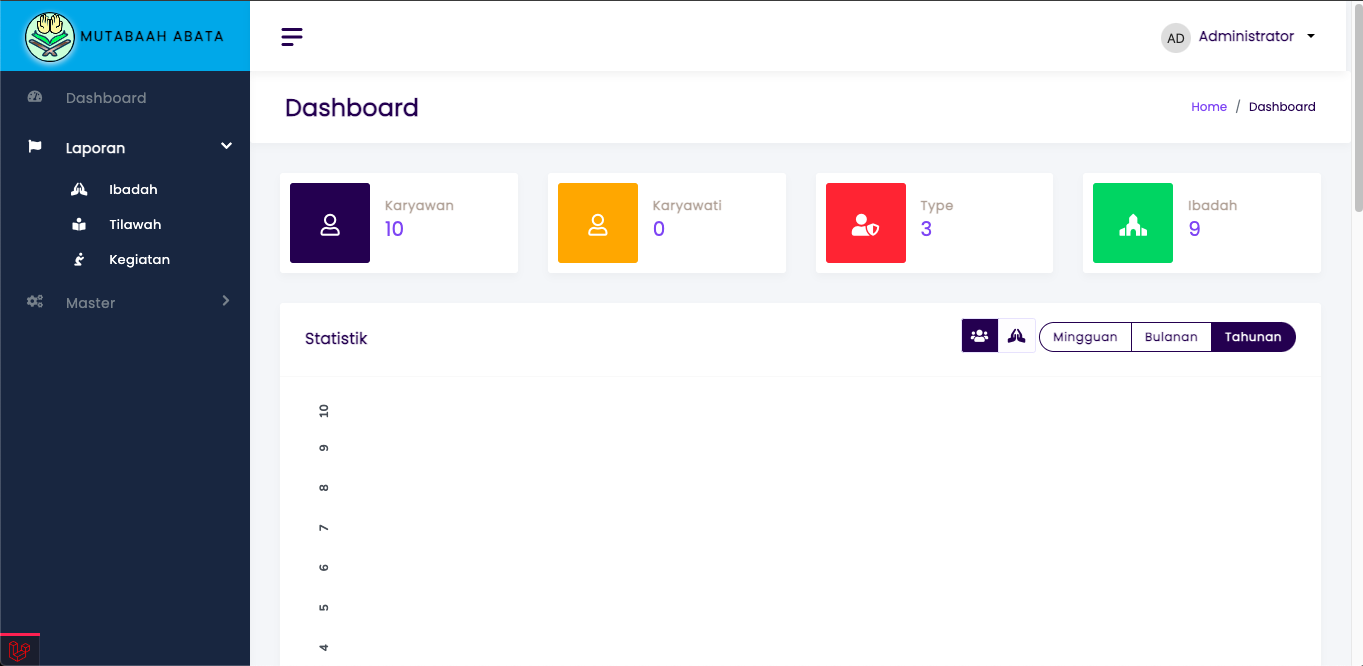 MUTABAAH ABATA
AD Administrator
Dashboard
Laporan
Ibadah
Tilawah
Kegiatan
Master
Dashboard
Home / Dashboard
Karyawan
10
Karyawati
0
Type
3
Ibadah
9
Statistik
Mingguan Bulanan Tahunan
10
9
8
7
6
5
4